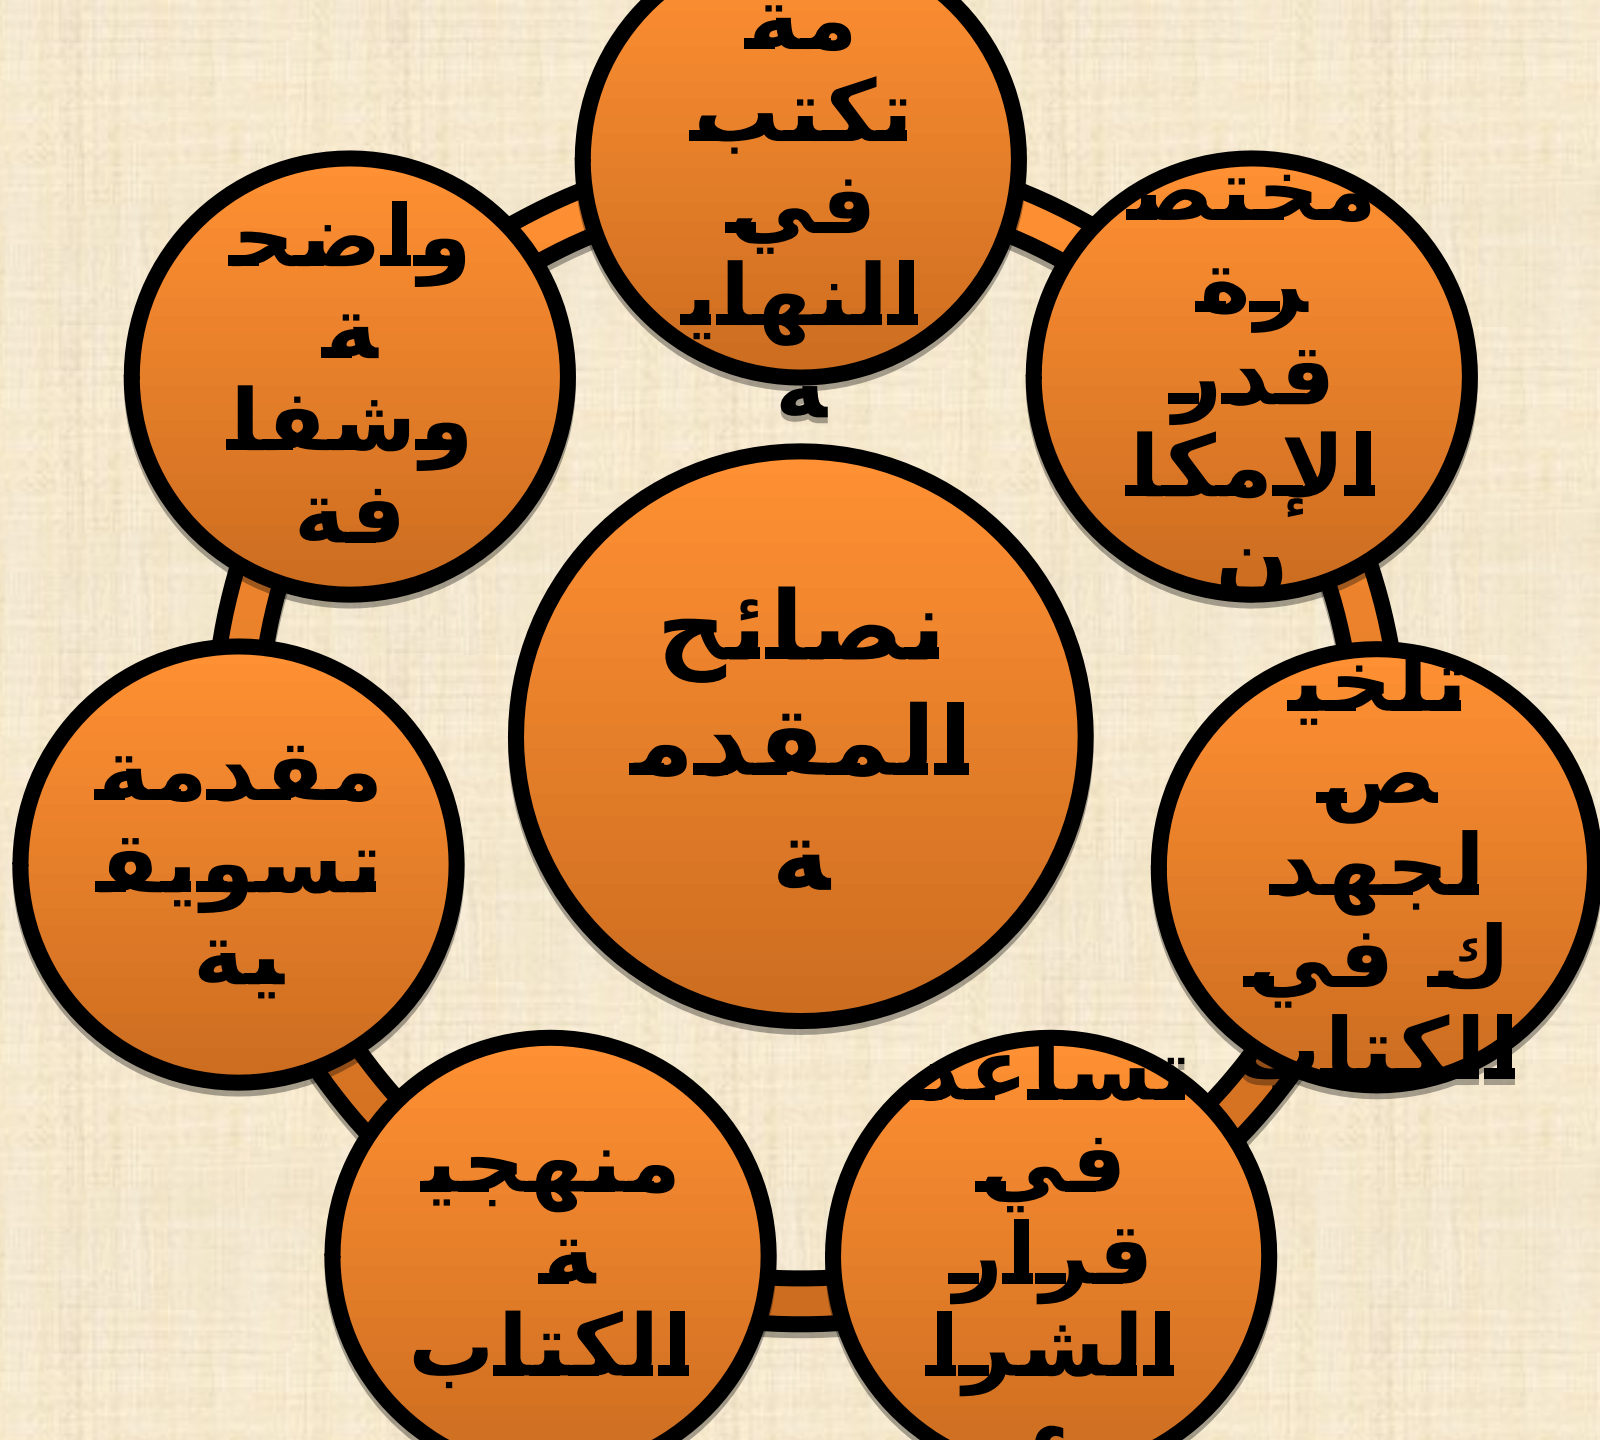 مة
تكتب
في
النهاي
ة
مختص
رة
قدر
الإمكا
ن
تلخي
ص
لجهد
ك في
الكتاب
تساعد
في
قرار
الشرا
ء
منهجي
ة
الكتاب
مقدمة
تسويق
ية
واضح
ة
وشفا
فة
نصائح
المقدم
ة